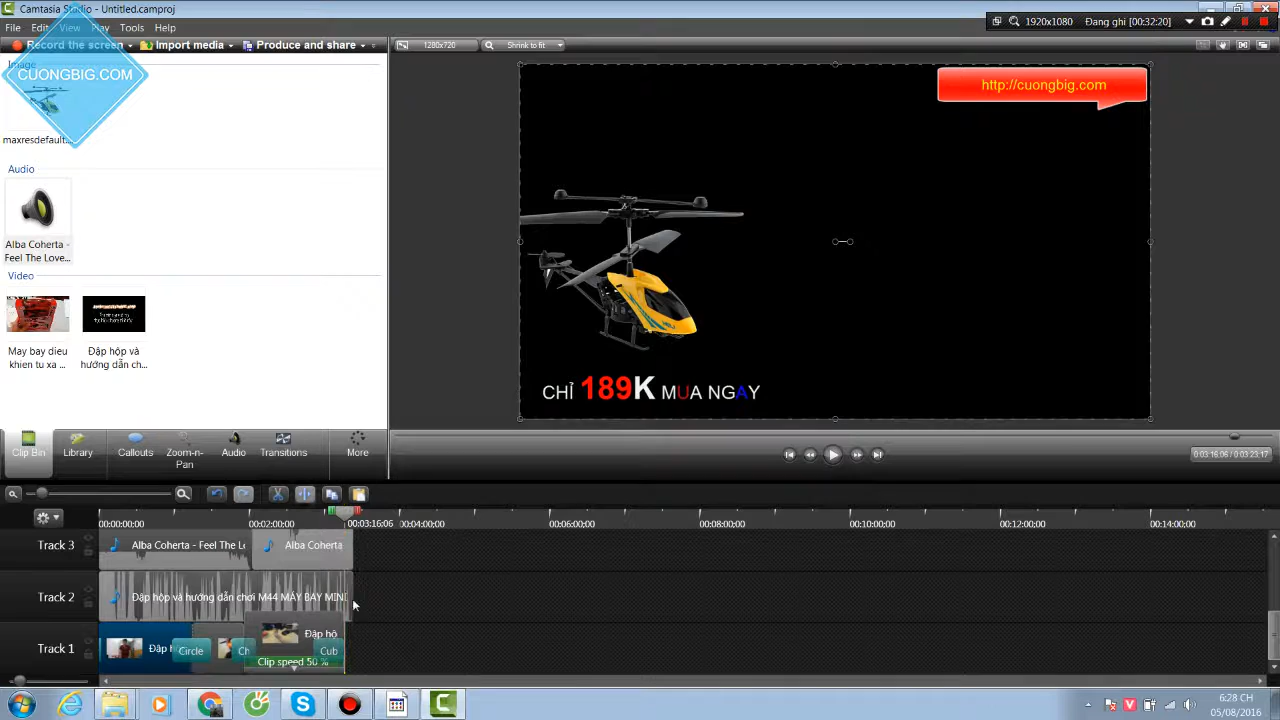 Camtasia Studio - Untitled.camproj
File Edit View Play Tools Help
1920x1080 Đang ghi [00:32:20]
Record the screen Import media Produce and share
1280x720 Shrink to fit
Image
CUONGBIG.COM
maxresdefault...
Audio
Alba Coherta -
Feel The Love...
Video
May bay dieu
khien tu xa ...
Đập hộp và
hướng dẫn ch...
http://cuongbig.com
CHỈ 189K MUA NGAY
Clip Bin Library Callouts Zoom-n-
Pan Audio Transitions More
0:03:16:06 / 0:03:23:17
00:00:00;00 00:02:00;00 00:03:16;06 00:04:00;00 00:06:00;00 00:08:00;00 00:10:00;00 00:12:00;00 00:14:00;00
Track 3 Alba Coherta - Feel The L Alba Coherta
Track 2 Đập hộp và hướng dẫn chơi M44 MÁY BAY MINI
Track 1 Đập h Circle Ch Đập hộ Cub
Clip speed 50 %
6:28 CH
05/08/2016